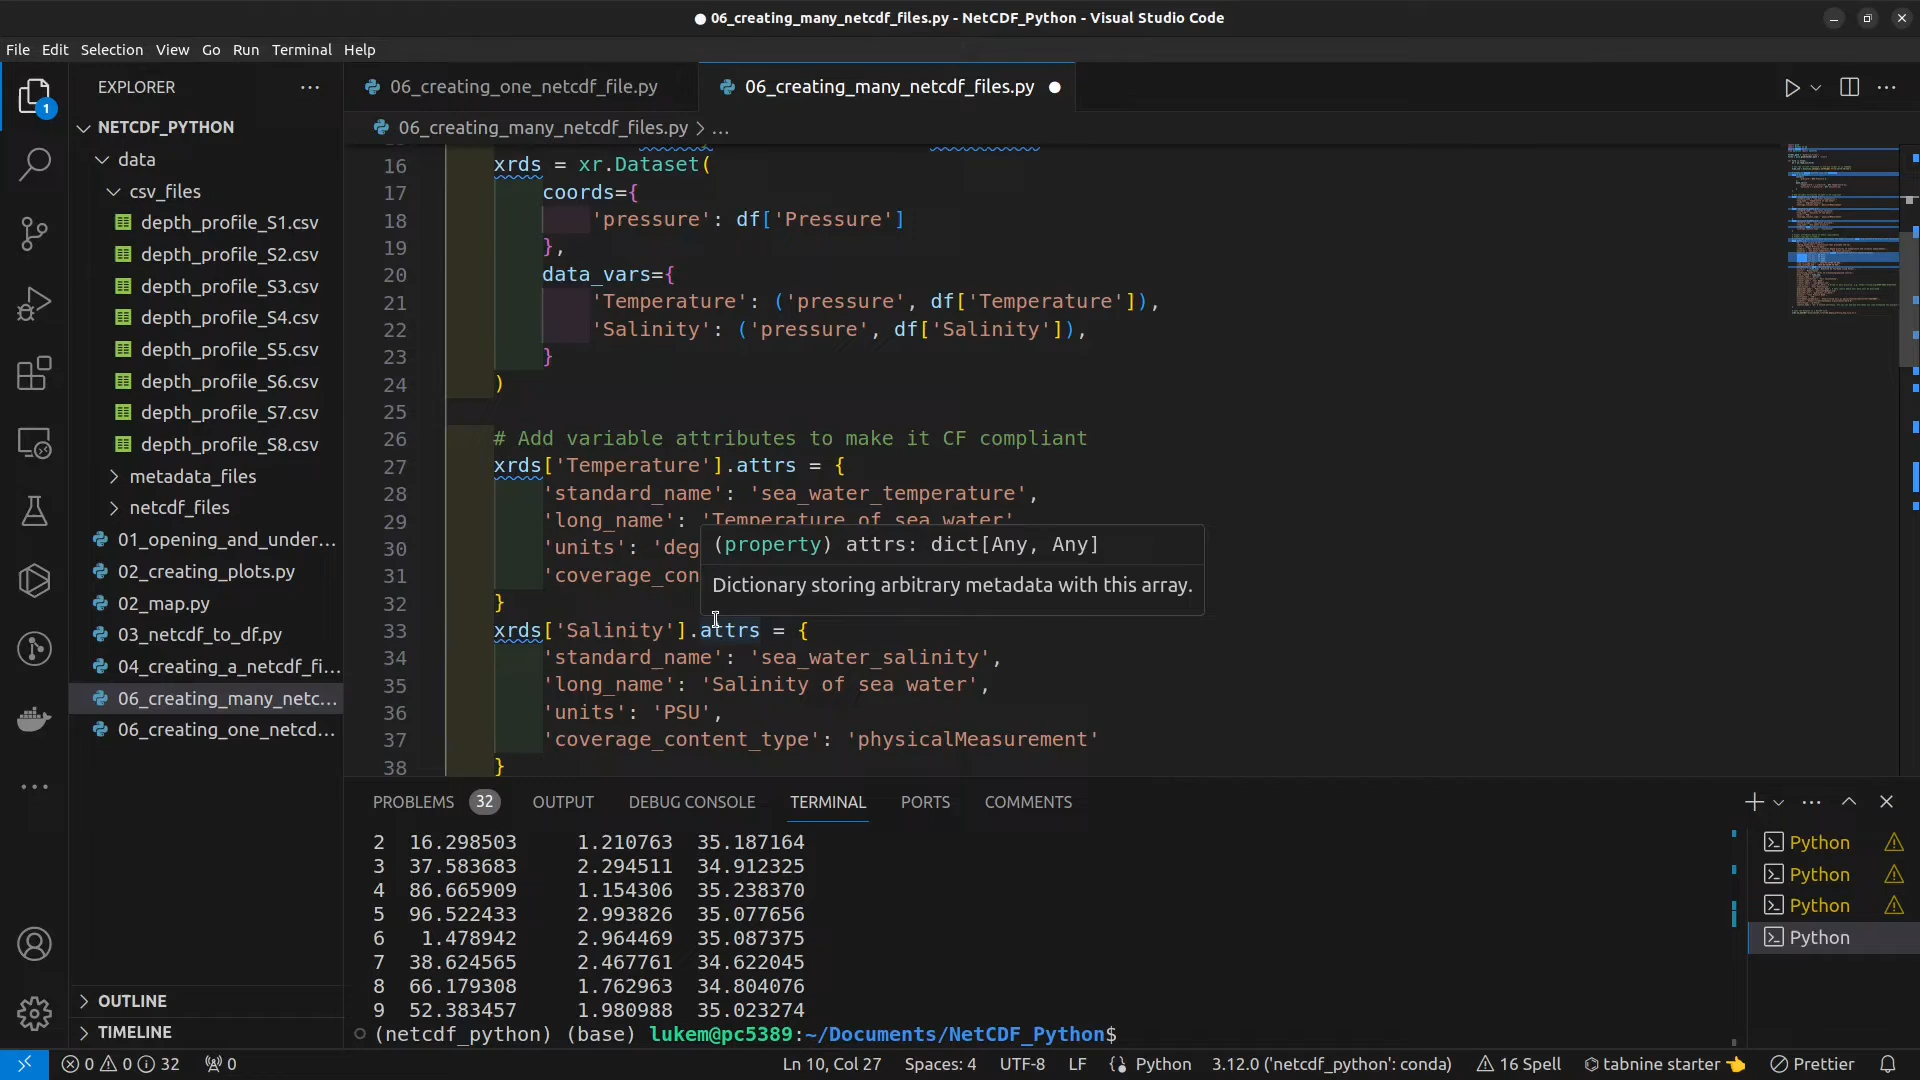 06_creating_many_netcdf_files.py - NetCDF_Python - Visual Studio Code
File Edit Selection View Go Run Terminal Help
EXPLORER
06_creating_one_netcdf_file.py
06_creating_many_netcdf_files.py
06_creating_many_netcdf_files.py > ...
1
NETCDF_PYTHON
data
csv_files
depth_profile_S1.csv
depth_profile_S2.csv
depth_profile_S3.csv
depth_profile_S4.csv
depth_profile_S5.csv
depth_profile_S6.csv
depth_profile_S7.csv
depth_profile_S8.csv
metadata_files
netcdf_files
01_opening_and_under...
02_creating_plots.py
02_map.py
03_netcdf_to_df.py
04_creating_a_netcdf_fi...
06_creating_many_netc...
06_creating_one_netcd...
OUTLINE
TIMELINE
16 xrds = xr.Dataset(
17 coords={
18 'pressure': df['Pressure']
19 },
20 data_vars={
21 'Temperature': ('pressure', df['Temperature']),
22 'Salinity': ('pressure', df['Salinity']),
23 }
24 )
25
26 # Add variable attributes to make it CF compliant
27 xrds['Temperature'].attrs = {
28 'standard_name': 'sea_water_temperature',
29 'long_name': 'Temperature of sea water',
30 'units': 'deg
31 'coverage_con
32 }
33 xrds['Salinity'].attrs = {
34 'standard_name': 'sea_water_salinity',
35 'long_name': 'Salinity of sea water',
36 'units': 'PSU',
37 'coverage_content_type': 'physicalMeasurement'
38 }
(property) attrs: dict[Any, Any]
Dictionary storing arbitrary metadata with this array.
PROBLEMS 32 OUTPUT DEBUG CONSOLE TERMINAL PORTS COMMENTS
2 16.298503 1.210763 35.187164
3 37.583683 2.294511 34.912325
4 86.665909 1.154306 35.238370
5 96.522433 2.993826 35.077656
6 1.478942 2.964469 35.087375
7 38.624565 2.467761 34.622045
8 66.179308 1.762963 34.804076
9 52.383457 1.980988 35.023274
(netcdf_python) (base) lukem@pc5389:~/Documents/NetCDF_Python$
Python
Python
Python
Python
0 0 32 0 Ln 10, Col 27 Spaces: 4 UTF-8 LF Python 3.12.0 ('netcdf_python': conda) 16 Spell tabnine starter Prettier